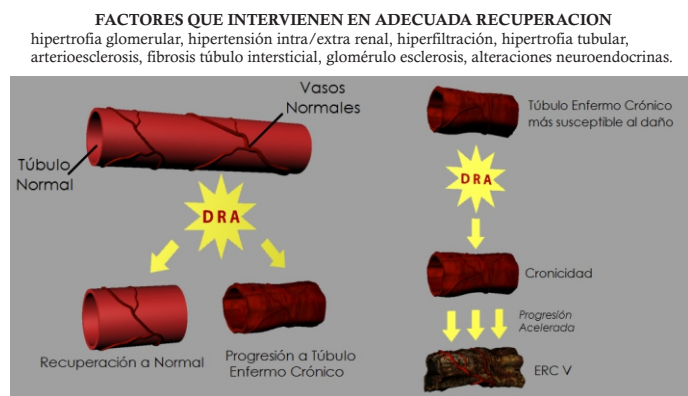 FACTORES QUE INTERVIENEN EN ADECUADA RECUPERACION
hipertrofia glomerular, hipertensión intra/extra renal, hiperfiltración, hipertrofia tubular,
arterioesclerosis, fibrosis túbulo intersticial, glomérulo esclerosis, alteraciones neuroendocrinas.
Vasos
Normales
Túbulo
Normal
DRA
Recuperación a Normal
Progresión a Túbulo
Enfermo Crónico
Túbulo Enfermo Crónico
más susceptible al daño
DRA
Cronicidad
Progresión
Acelerada
ERC V